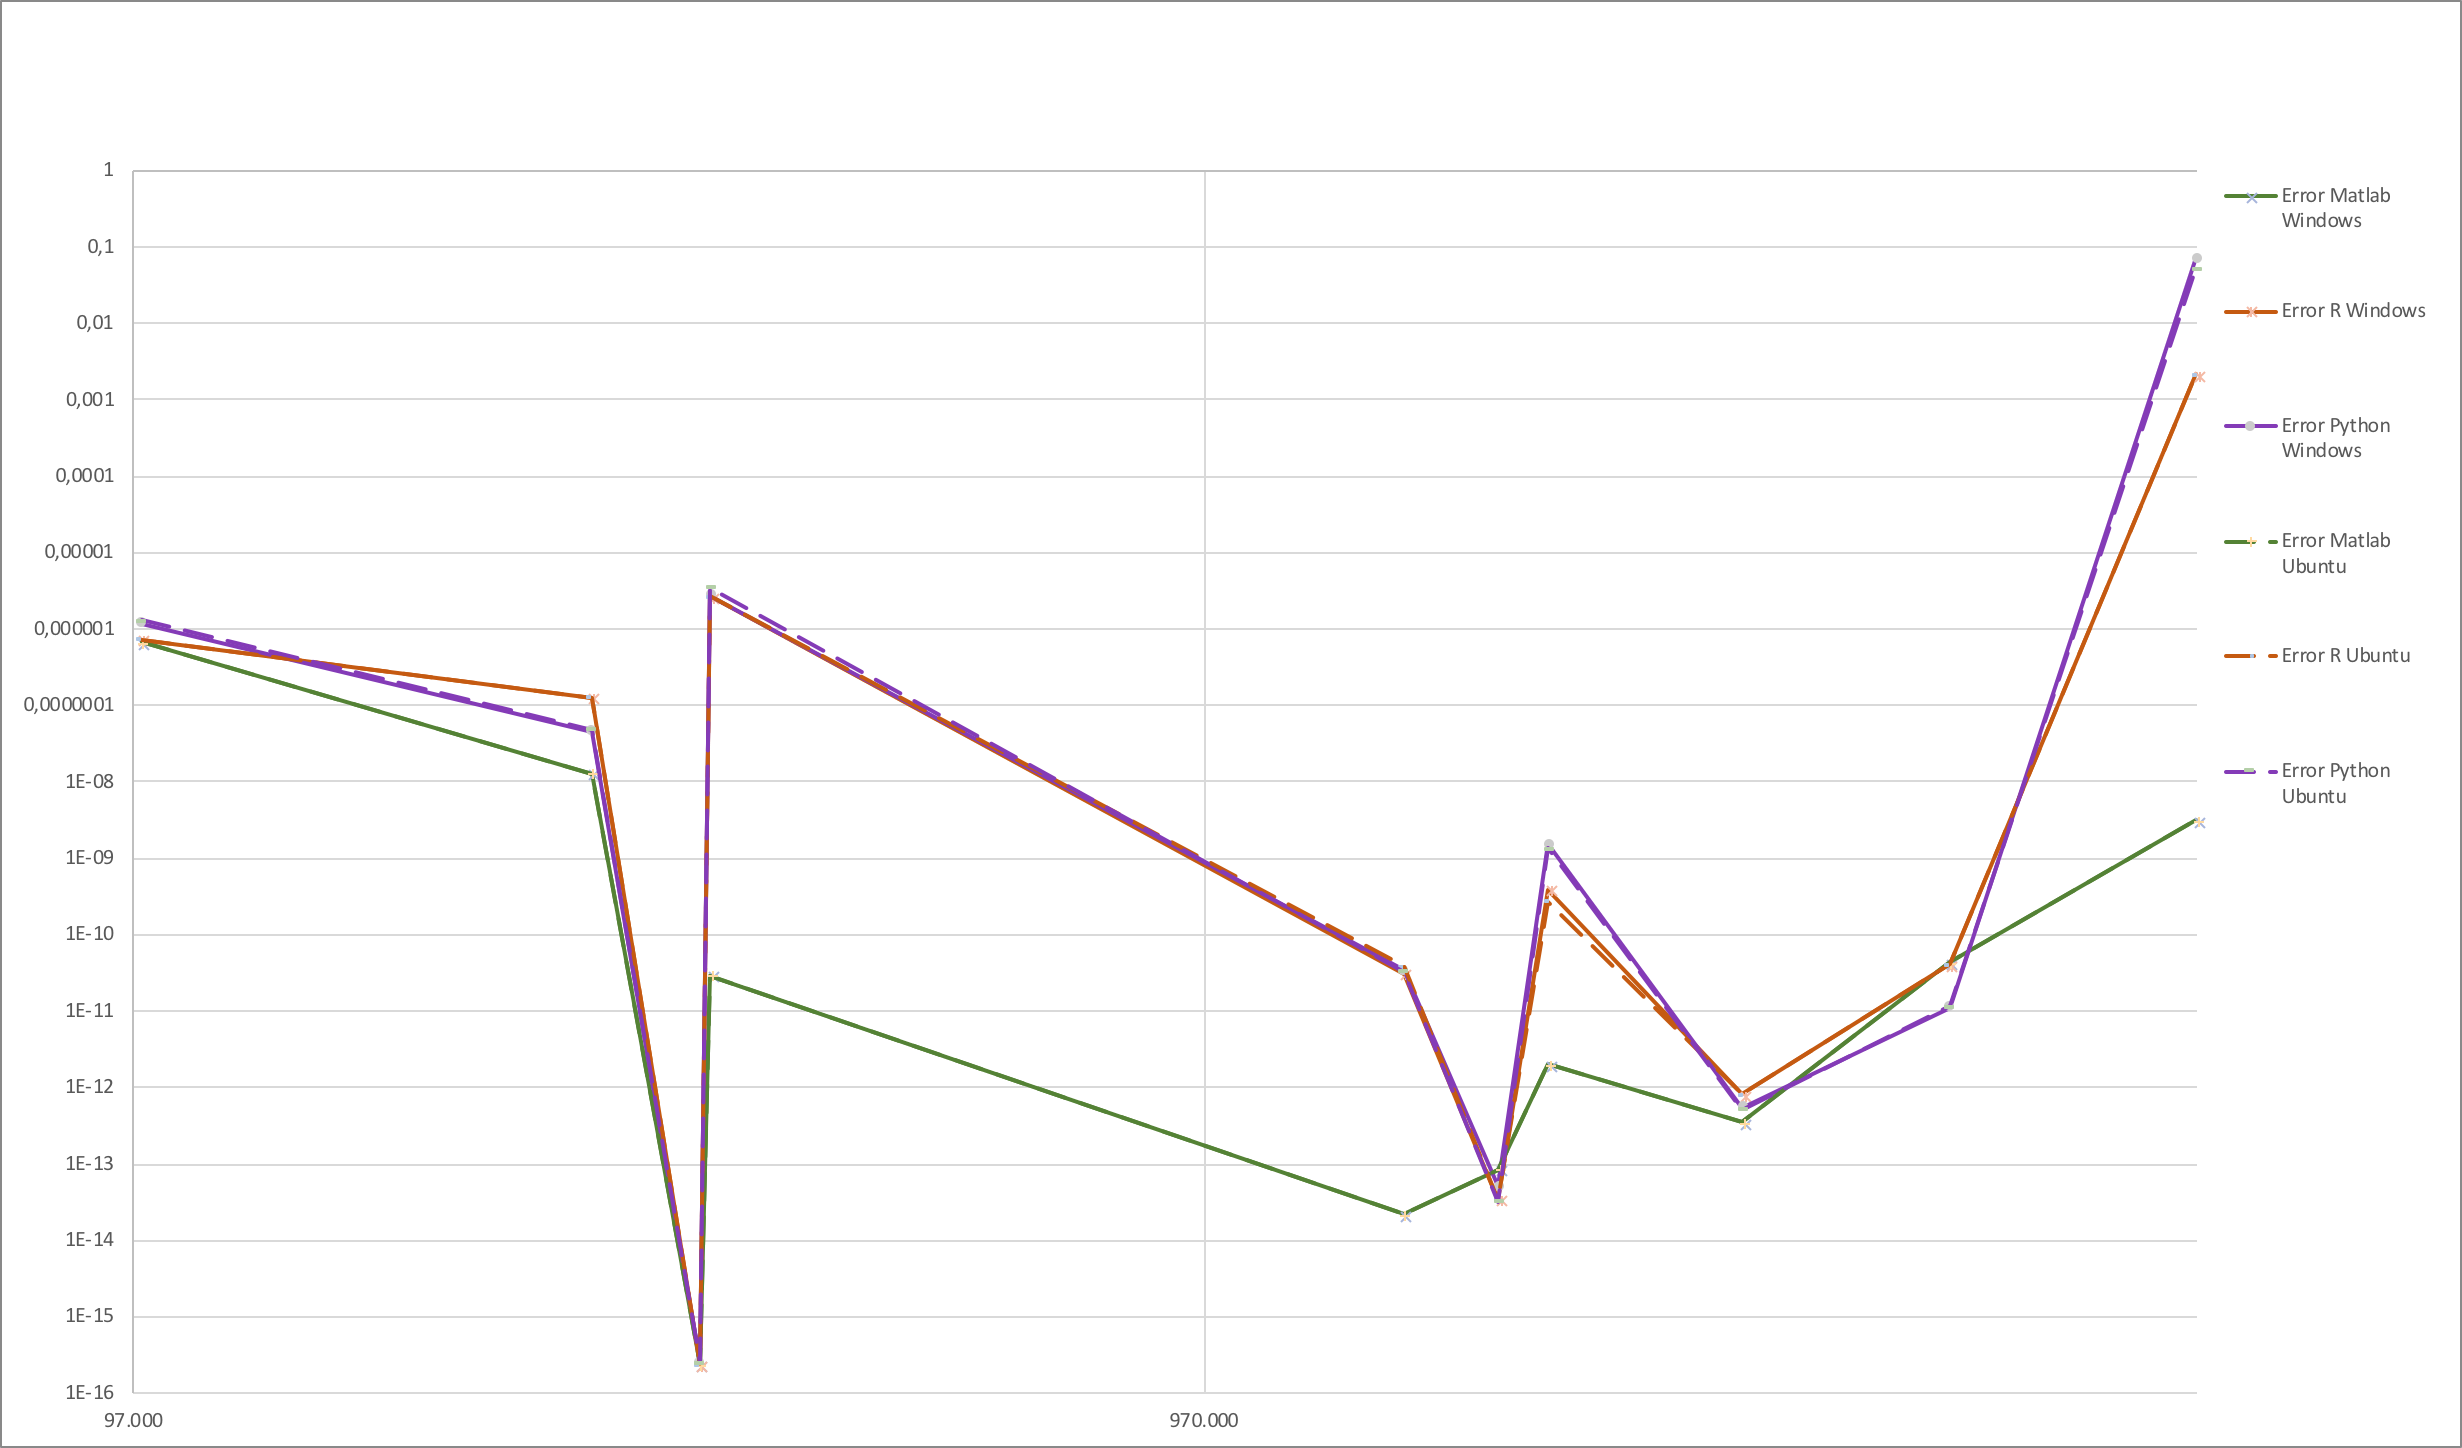 1
0,1
0,01
0,001
0,0001
0,00001
0,000001
0,0000001
1E-08
1E-09
1E-10
1E-11
1E-12
1E-13
1E-14
1E-15
1E-16
97.000
970.000
Error Matlab
Windows
Error R Windows
Error Python
Windows
Error Matlab
Ubuntu
Error R Ubuntu
Error Python
Ubuntu